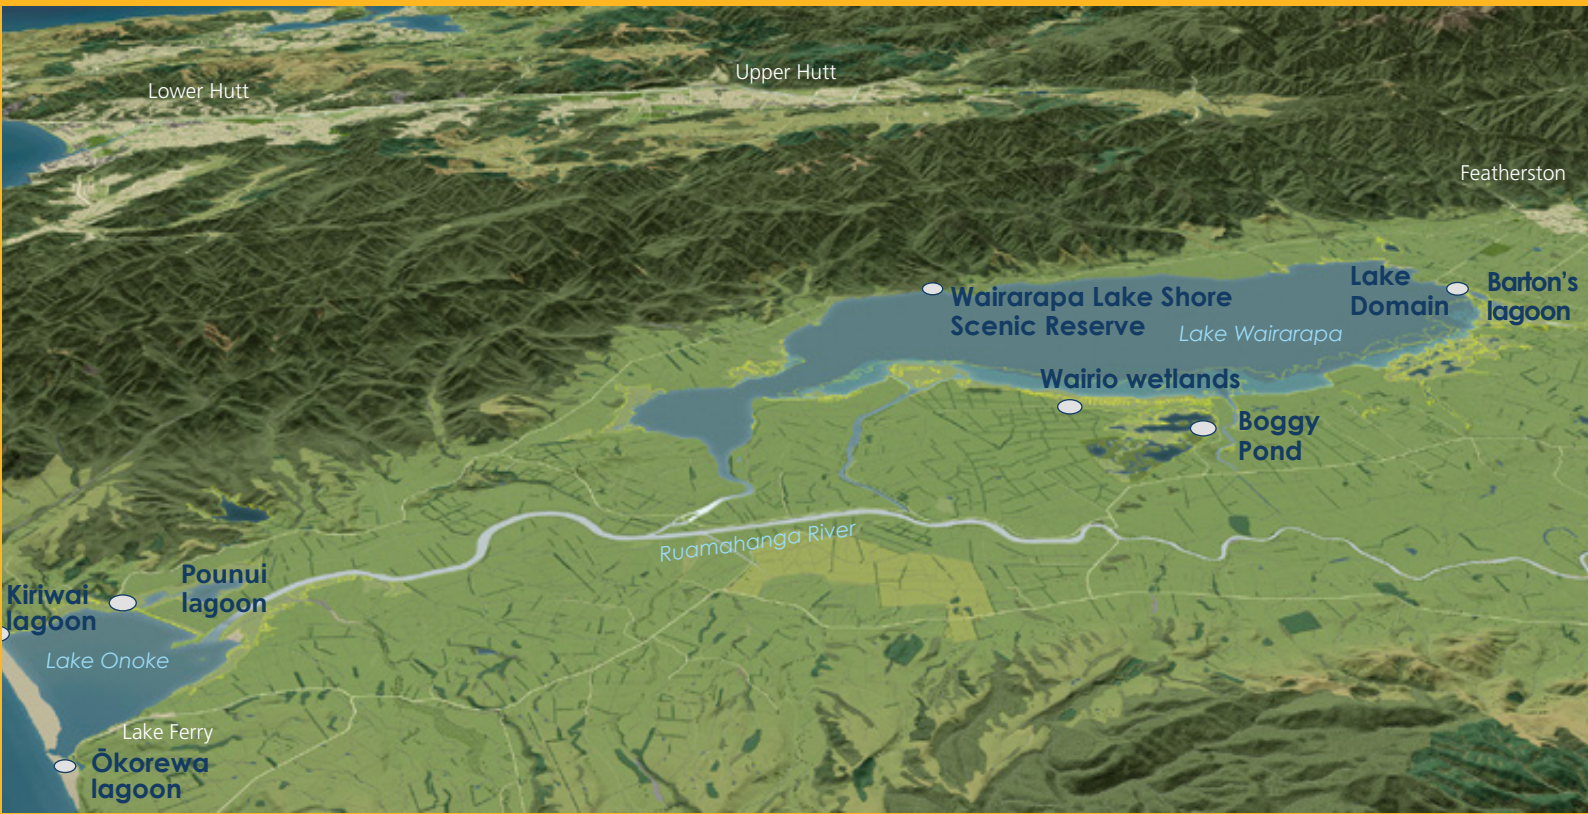 Upper Hutt
Lower Hutt
Featherston
Lake
Domain
Barton's
lagoon
Wairarapa Lake Shore
Scenic Reserve
Lake Wairarapa
Wairio wetlands
Boggy
Pond
Ruamahanga River
Pounui
lagoon
Kiriwai
lagoon
Lake Onoke
Lake Ferry
Ōkorewa
lagoon